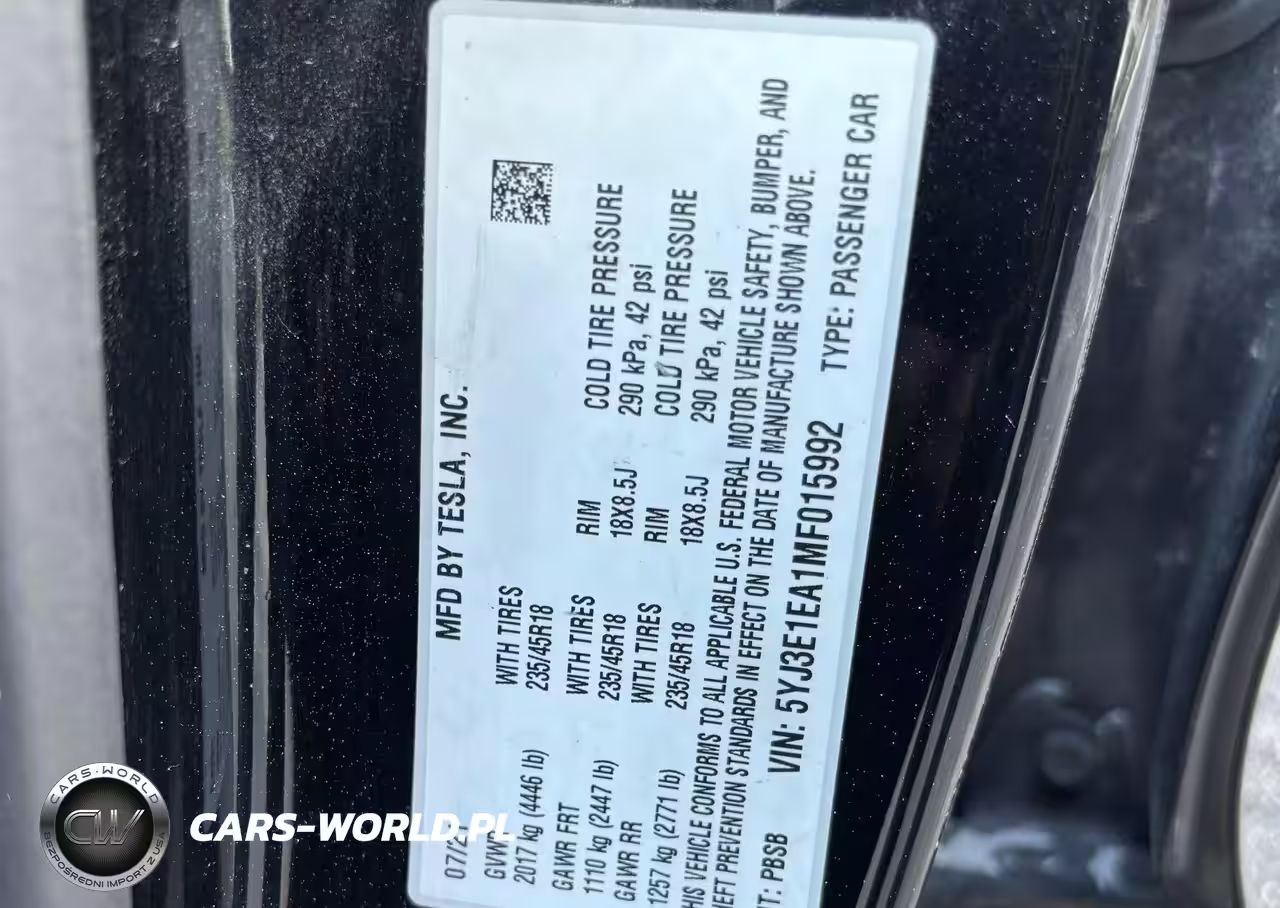 MFD BY TESLA, INC.
07/2
GVWR
WITH TIRES
2017 kg (4446 lb)
235/45R18
GAWR FRT
WITH TIRES
RIM
COLD TIRE PRESSURE
1110 kg (2447 lb)
235/45R18
18X8.5J
290 kPa, 42 psi
GAWR RR
WITH TIRES
RIM
COLD TIRE PRESSURE
1257 kg (2771 lb)
235/45R18
18X8.5J
290 kPa, 42 psi
HIS VEHICLE CONFORMS TO ALL APPLICABLE U.S. FEDERAL MOTOR VEHICLE SAFETY, BUMPER, AND
EFT PREVENTION STANDARDS IN EFFECT ON THE DATE OF MANUFACTURE SHOWN ABOVE.
T: PBSB
VIN: 5YJ3E1EA1MF015992
TYPE: PASSENGER CAR
CARS-WORLD
CW
BEZPOŚREDNI IMPORT Z USA
CARS-WORLD.PL